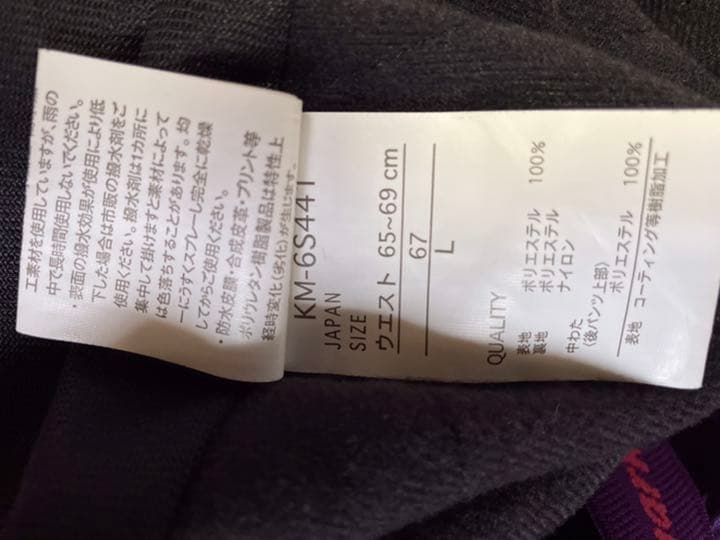 工素材を使用していますが、雨の
中で長時間使用しないでください。
・表面の撥水効果が使用により低
下した場合は市販の撥水剤をご
使用ください。撥水剤は1カ所に
集中して掛けますと素材によって
は色落ちすることがあります。均
一にうすくスプレーし完全に乾燥
してからご使用ください。
・防水皮膜・合成皮革・プリント等
ポリウレタン樹脂製品は特性上
経時変化(劣化)が生じます。
KM-6S441
JAPAN
SIZE
ウエスト 65~69 cm
67
L
QUALITY
表地 ポリエステル 100%
裏地 ポリエステル
ナイロン
中わた
〈後パンツ上部〉
ポリエステル 100%
表地 コーティング等樹脂加工